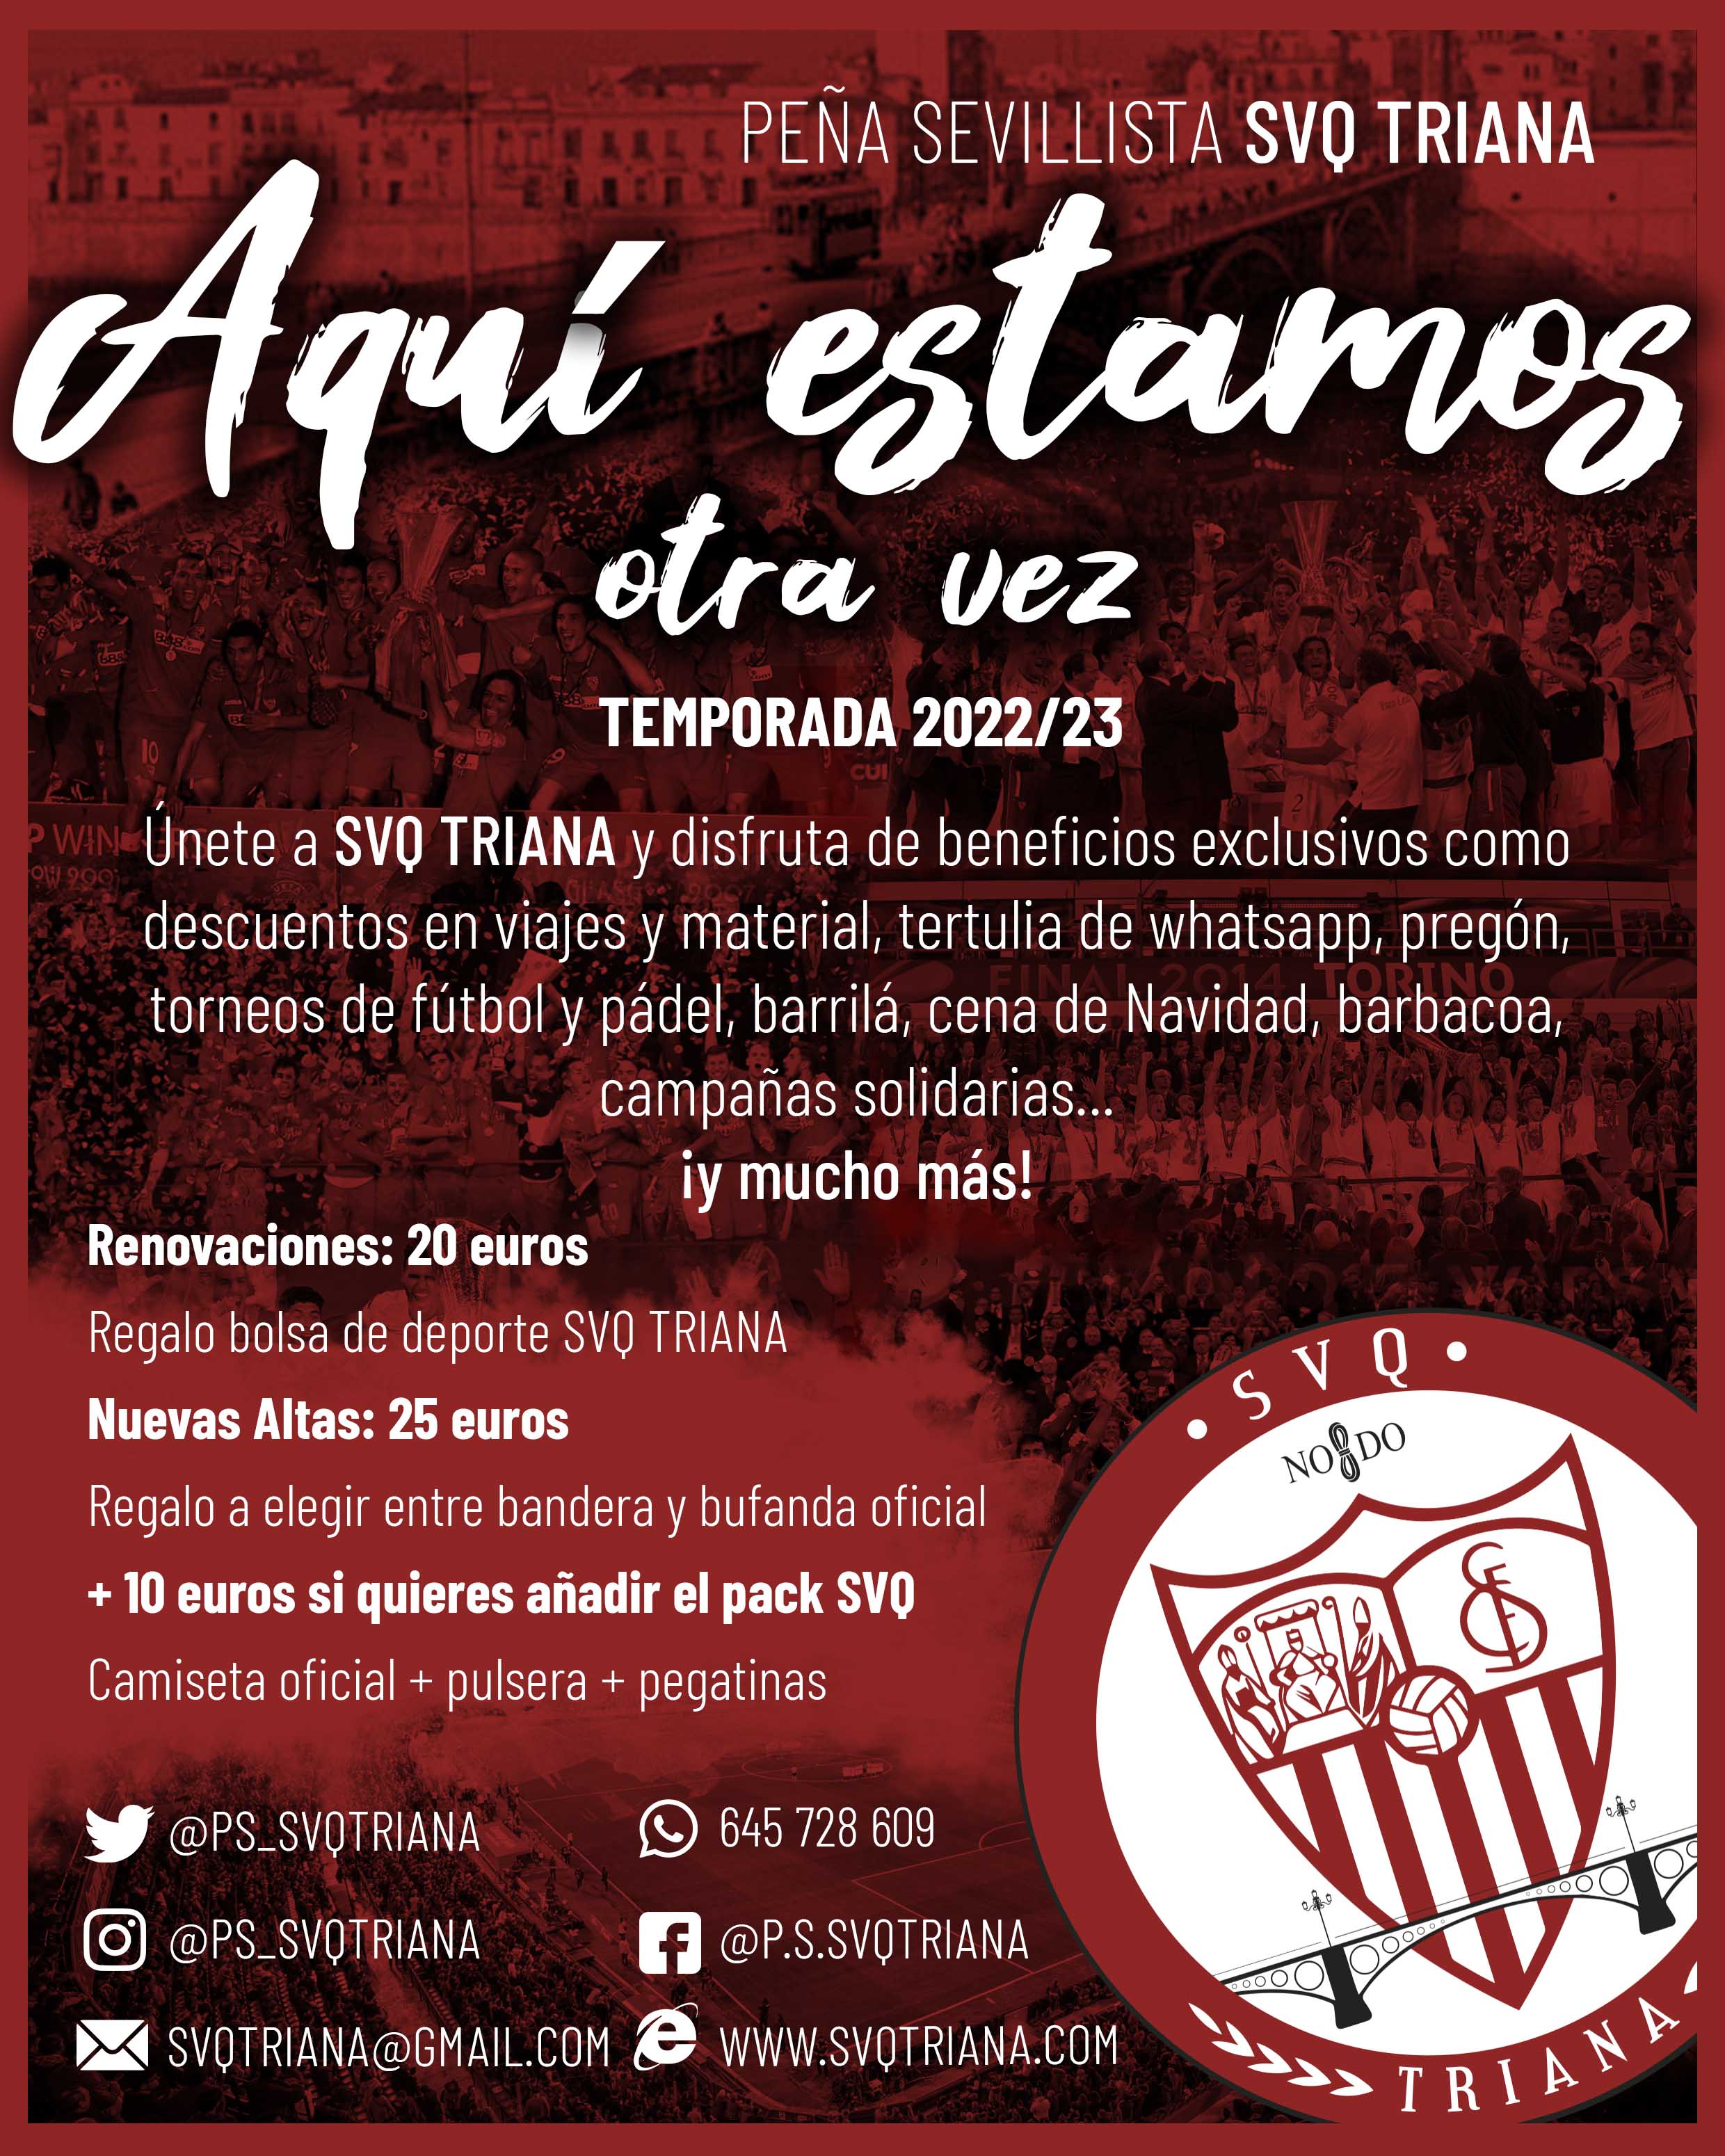 PEÑA SEVILLISTA SVQ TRIANA
Aquí estamos
otra vez
TEMPORADA 2022/23
Únete a SVQ TRIANA y disfruta de beneficios exclusivos como
descuentos en viajes y material, tertulia de whatsapp, pregón,
torneos de fútbol y pádel, barrilá, cena de Navidad, barbacoa,
campañas solidarias...
¡y mucho más!
FINAL 2014 TORINO
Renovaciones: 20 euros
Regalo bolsa de deporte SVQ TRIANA
Nuevas Altas: 25 euros
Regalo a elegir entre bandera y bufanda oficial
+ 10 euros si quieres añadir el pack SVQ
Camiseta oficial + pulsera + pegatinas
@PS_SVQTRIANA
645 728 609
@PS_SVQTRIANA
@P.S.SVQTRIANA
SVQTRIANA@GMAIL.COM
WWW.SVQTRIANA.COM
• SVQ •
NO8DO
TRIANA